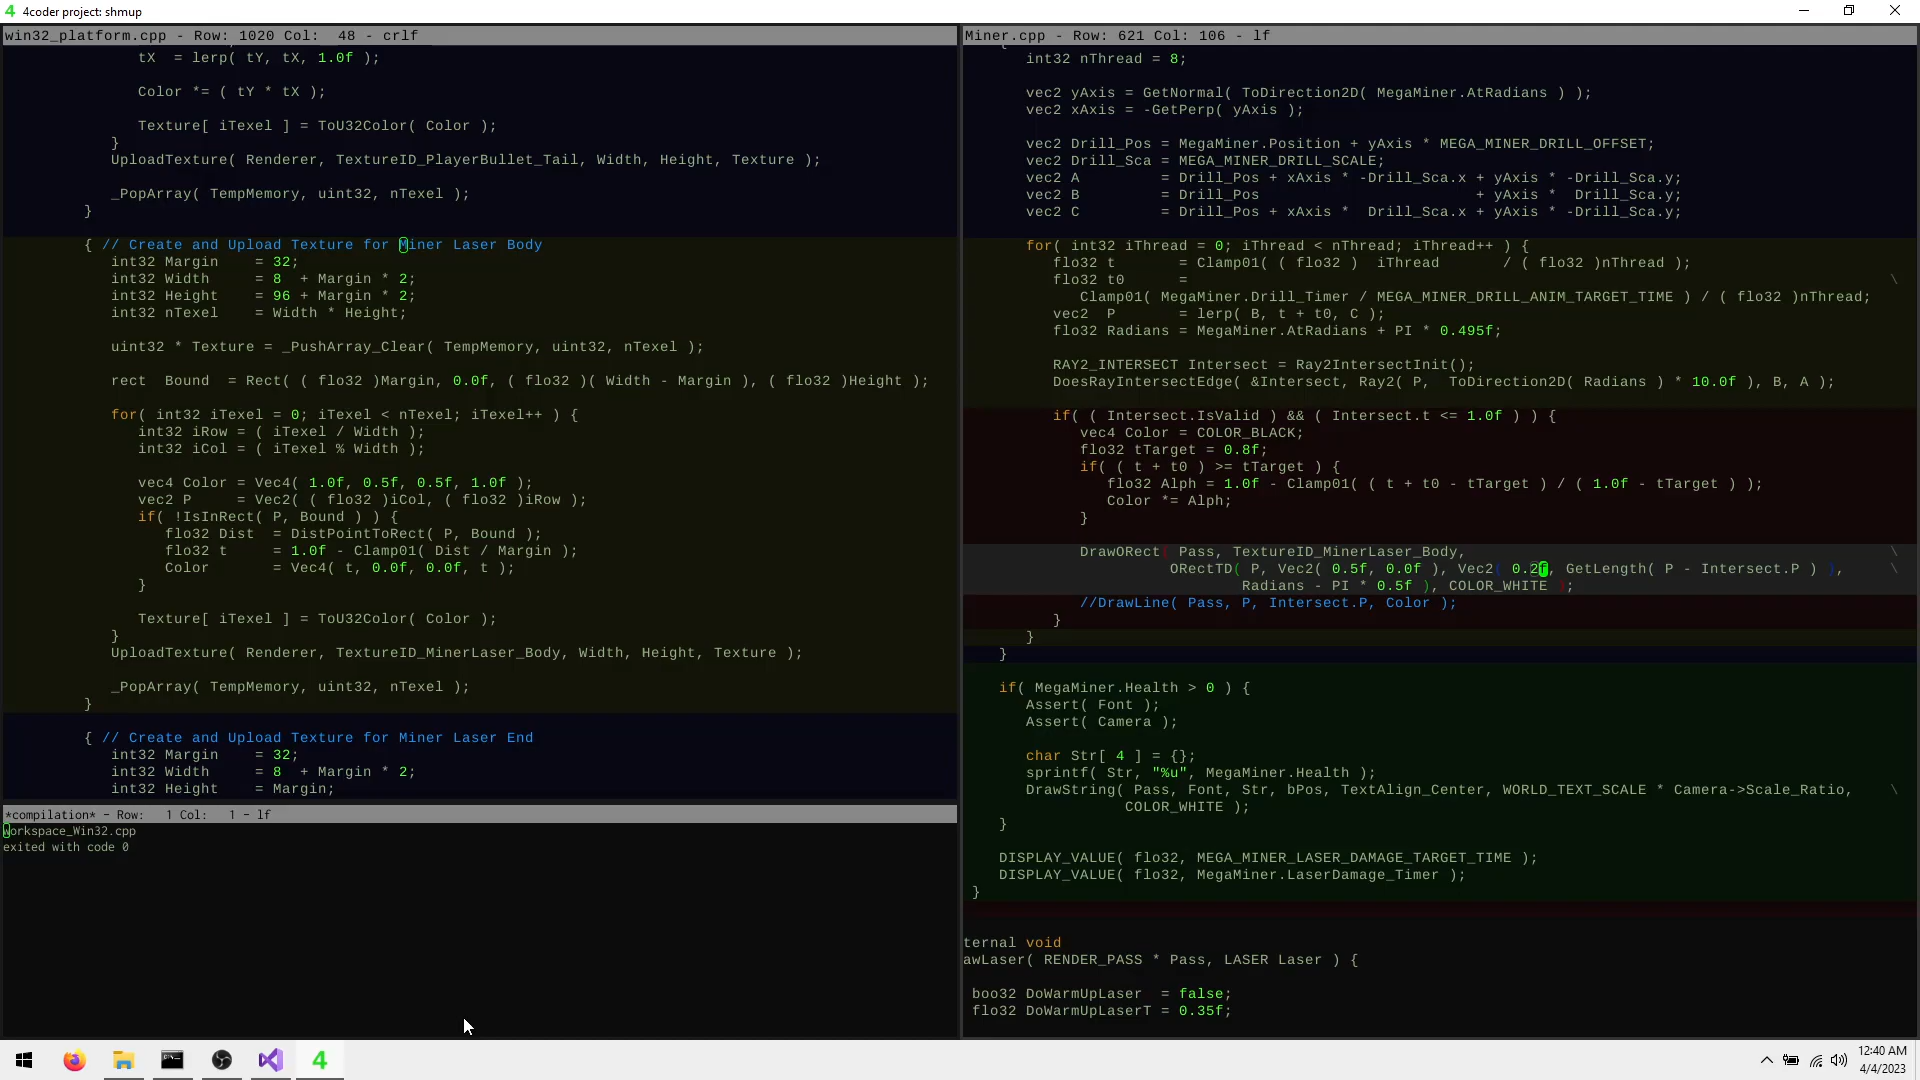 4coder project: shmup
win32_platform.cpp - Row: 1020 Col:  48 - crlf
tX  = lerp( tY, tX, 1.0f );
Color *= ( tY * tX );
Texture[ iTexel ] = ToU32Color( Color );
}
UploadTexture( Renderer, TextureID_PlayerBullet_Tail, Width, Height, Texture );
_PopArray( TempMemory, uint32, nTexel );
}
{ // Create and Upload Texture for Miner Laser Body
int32 Margin    = 32;
int32 Width     = 8  + Margin * 2;
int32 Height    = 96 + Margin * 2;
int32 nTexel    = Width * Height;
uint32 * Texture = _PushArray_Clear( TempMemory, uint32, nTexel );
rect  Bound  = Rect( ( flo32 )Margin, 0.0f, ( flo32 )( Width - Margin ), ( flo32 )Height );
for( int32 iTexel = 0; iTexel < nTexel; iTexel++ ) {
int32 iRow = ( iTexel / Width );
int32 iCol = ( iTexel % Width );
vec4 Color = Vec4( 1.0f, 0.5f, 0.5f, 1.0f );
vec2 P     = Vec2( ( flo32 )iCol, ( flo32 )iRow );
if( !IsInRect( P, Bound ) ) {
flo32 Dist  = DistPointToRect( P, Bound );
flo32 t     = 1.0f - Clamp01( Dist / Margin );
Color       = Vec4( t, 0.0f, 0.0f, t );
}
Texture[ iTexel ] = ToU32Color( Color );
}
UploadTexture( Renderer, TextureID_MinerLaser_Body, Width, Height, Texture );
_PopArray( TempMemory, uint32, nTexel );
}
{ // Create and Upload Texture for Miner Laser End
int32 Margin    = 32;
int32 Width     = 8  + Margin * 2;
int32 Height    = Margin;
*compilation* - Row:   1 Col:   1 - lf
workspace_Win32.cpp
exited with code 0
Miner.cpp - Row: 621 Col: 106 - lf
{
int32 nThread = 8;
vec2 yAxis = GetNormal( ToDirection2D( MegaMiner.AtRadians ) );
vec2 xAxis = -GetPerp( yAxis );
vec2 Drill_Pos = MegaMiner.Position + yAxis * MEGA_MINER_DRILL_OFFSET;
vec2 Drill_Sca = MEGA_MINER_DRILL_SCALE;
vec2 A         = Drill_Pos + xAxis * -Drill_Sca.x + yAxis * -Drill_Sca.y;
vec2 B         = Drill_Pos                        + yAxis *  Drill_Sca.y;
vec2 C         = Drill_Pos + xAxis *  Drill_Sca.x + yAxis * -Drill_Sca.y;
for( int32 iThread = 0; iThread < nThread; iThread++ ) {
flo32 t       = Clamp01( ( flo32 )  iThread       / ( flo32 )nThread );
flo32 t0      = \
Clamp01( MegaMiner.Drill_Timer / MEGA_MINER_DRILL_ANIM_TARGET_TIME ) / ( flo32 )nThread;
vec2  P       = lerp( B, t + t0, C );
flo32 Radians = MegaMiner.AtRadians + PI * 0.495f;
RAY2_INTERSECT Intersect = Ray2IntersectInit();
DoesRayIntersectEdge( &Intersect, Ray2( P,  ToDirection2D( Radians ) * 10.0f ), B, A );
if( ( Intersect.IsValid ) && ( Intersect.t <= 1.0f ) ) {
vec4 Color = COLOR_BLACK;
flo32 tTarget = 0.8f;
if( ( t + t0 ) >= tTarget ) {
flo32 Alph = 1.0f - Clamp01( ( t + t0 - tTarget ) / ( 1.0f - tTarget ) );
Color *= Alph;
}
DrawORect( Pass, TextureID_MinerLaser_Body, \
ORectTD( P, Vec2( 0.5f, 0.0f ), Vec2( 0.2f, GetLength( P - Intersect.P ) ), \
Radians - PI * 0.5f ), COLOR_WHITE );
//DrawLine( Pass, P, Intersect.P, Color );
}
}
}
if( MegaMiner.Health > 0 ) {
Assert( Font );
Assert( Camera );
char Str[ 4 ] = {};
sprintf( Str, "%u", MegaMiner.Health );
DrawString( Pass, Font, Str, bPos, TextAlign_Center, WORLD_TEXT_SCALE * Camera->Scale_Ratio, \
COLOR_WHITE );
}
DISPLAY_VALUE( flo32, MEGA_MINER_LASER_DAMAGE_TARGET_TIME );
DISPLAY_VALUE( flo32, MegaMiner.LaserDamage_Timer );
}
ternal void
awLaser( RENDER_PASS * Pass, LASER Laser ) {
boo32 DoWarmUpLaser  = false;
flo32 DoWarmUpLaserT = 0.35f;
12:40 AM
4/4/2023